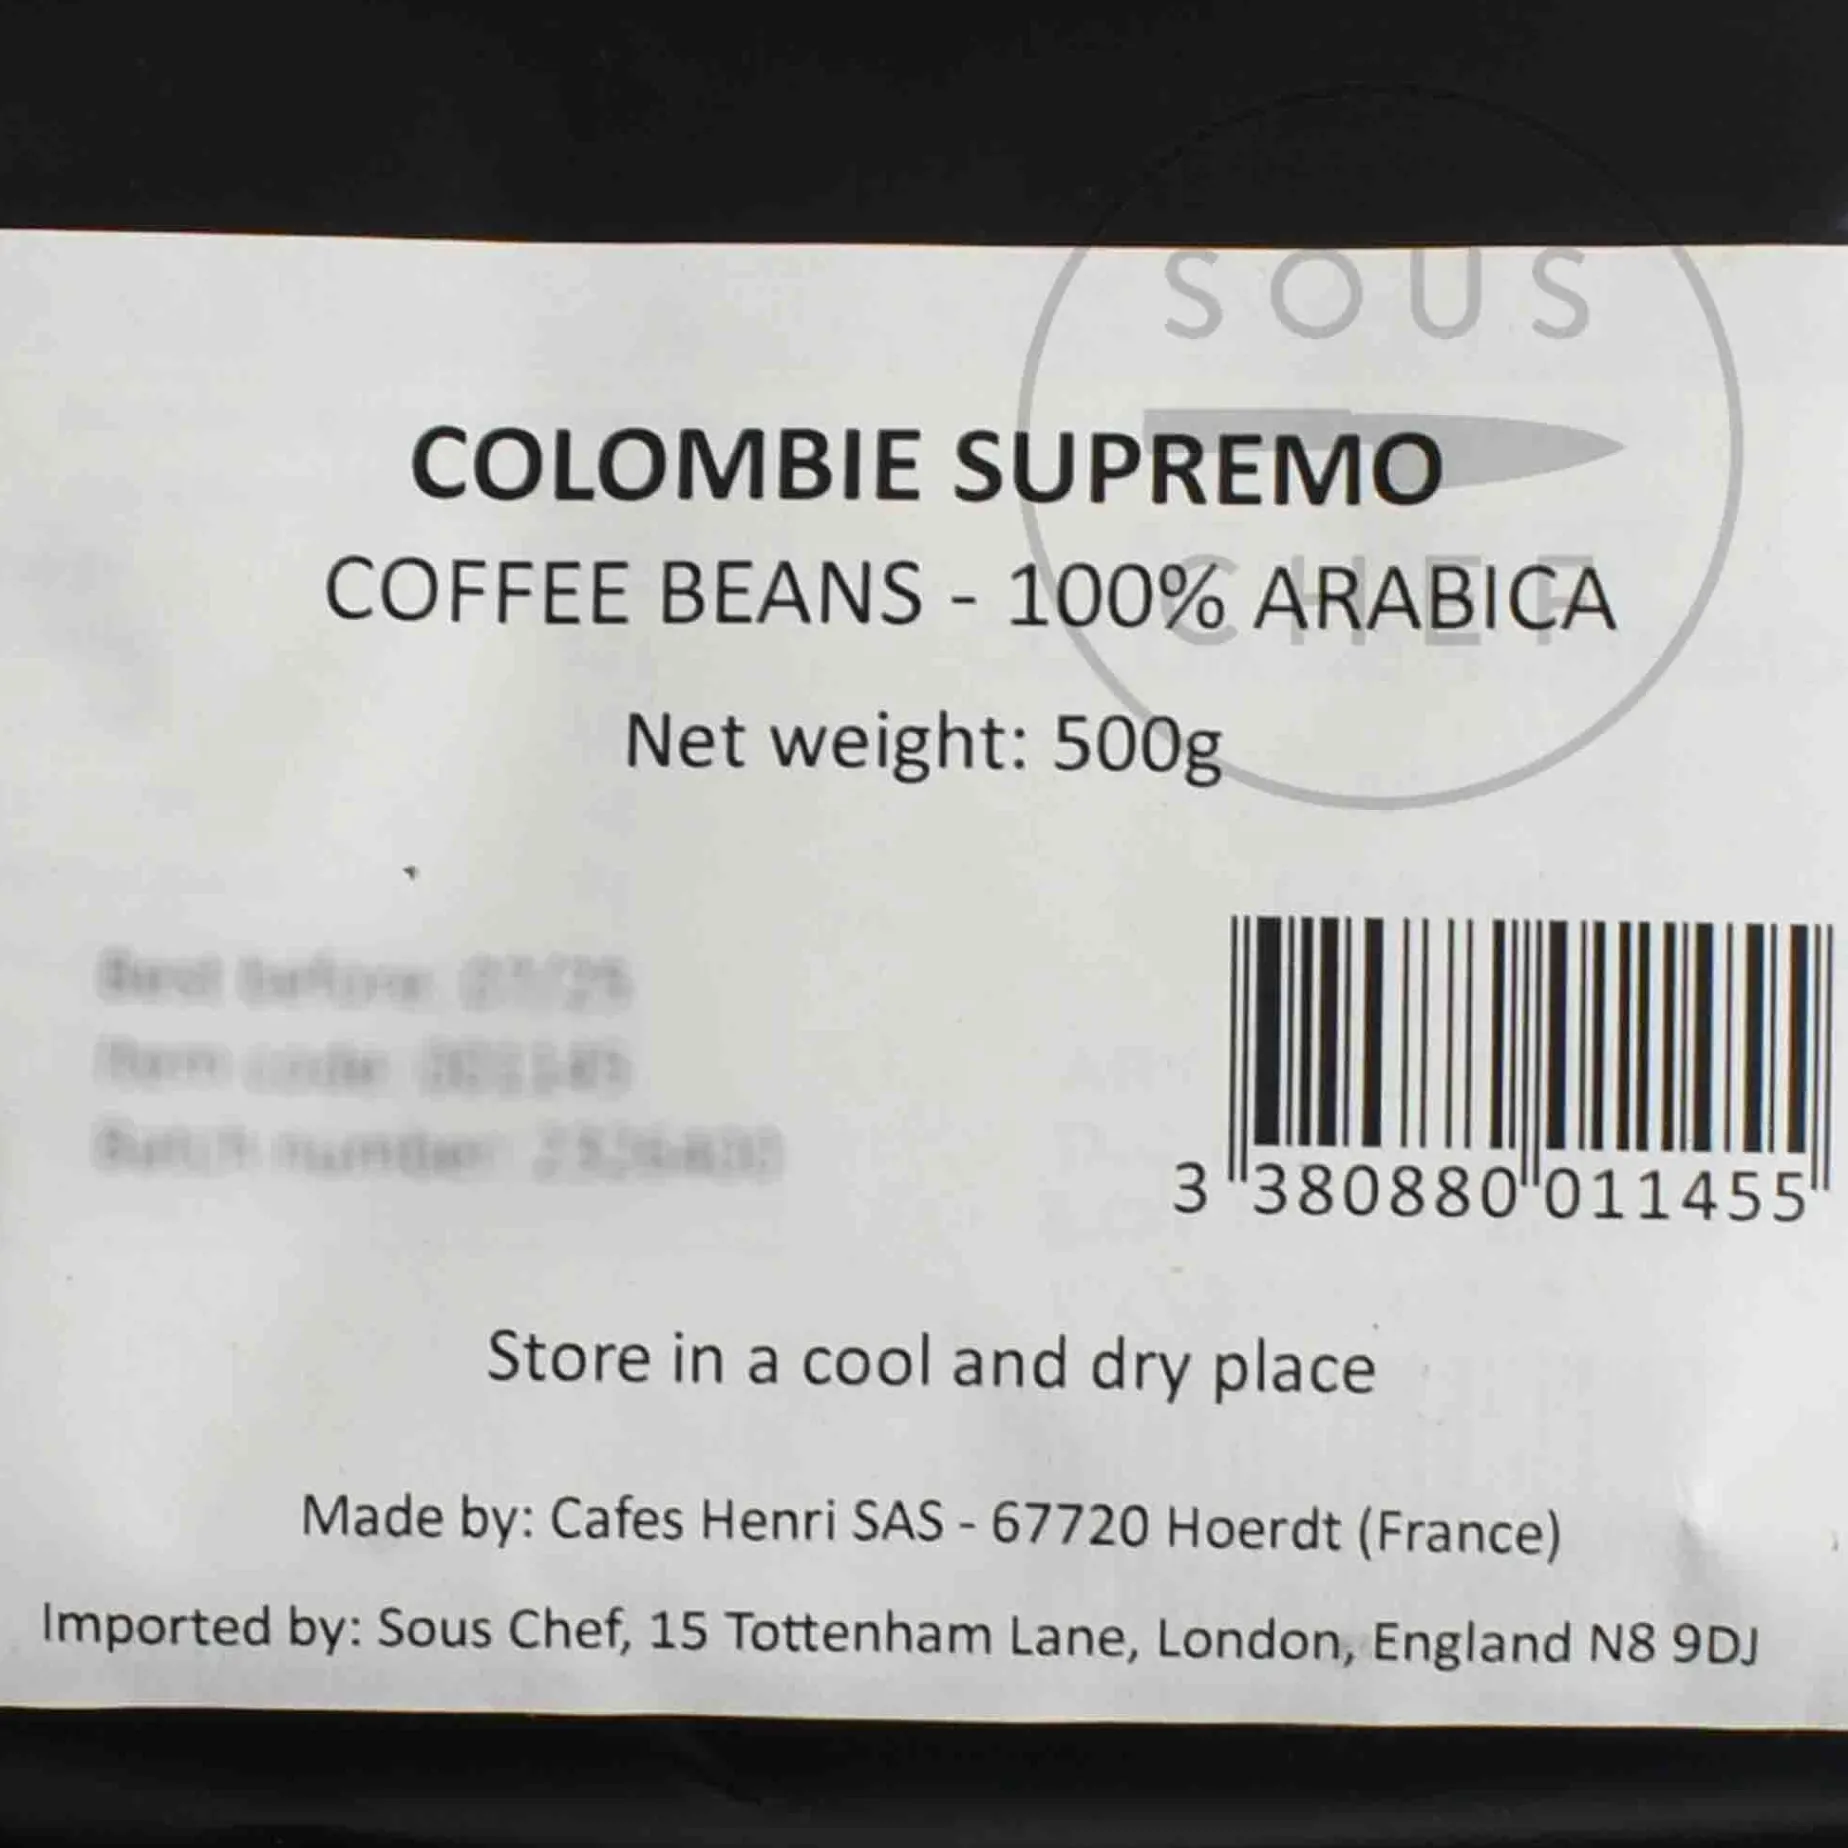 SOUS
CHEF
COLOMBIE SUPREMO
COFFEE BEANS - 100% ARABICA
Net weight: 500g
3 380880 011455
Store in a cool and dry place
Made by: Cafes Henri SAS - 67720 Hoerdt (France)
Imported by: Sous Chef, 15 Tottenham Lane, London, England N8 9DJ